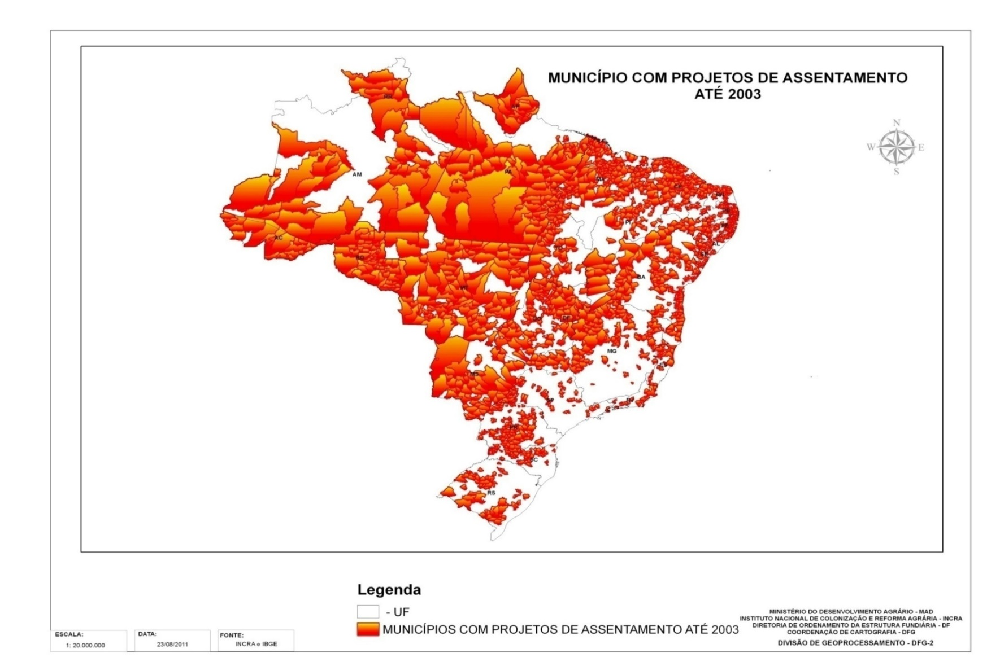 MUNICÍPIO COM PROJETOS DE ASSENTAMENTO
ATÉ 2003
N
W
E
S
RR
AP
AM
PA
MA
CE
RN
PB
PI
PE
AC
AL
TO
SE
RO
BA
MT
GO
DF
MG
ES
MS
SP
RJ
PR
SC
RS
Legenda
- UF
MUNICÍPIOS COM PROJETOS DE ASSENTAMENTO ATÉ 2003
MINISTÉRIO DO DESENVOLVIMENTO AGRÁRIO - MAD
INSTITUTO NACIONAL DE COLONIZAÇÃO E REFORMA AGRÁRIA - INCRA
DIRETORIA DE ORDENAMENTO DA ESTRUTURA FUNDIÁRIA - DF
COORDENAÇÃO DE CARTOGRAFIA - DFG
DIVISÃO DE GEOPROCESSAMENTO - DFG-2
ESCALA:
1: 20.000.000
DATA:
23/08/2011
FONTE:
INCRA e IBGE